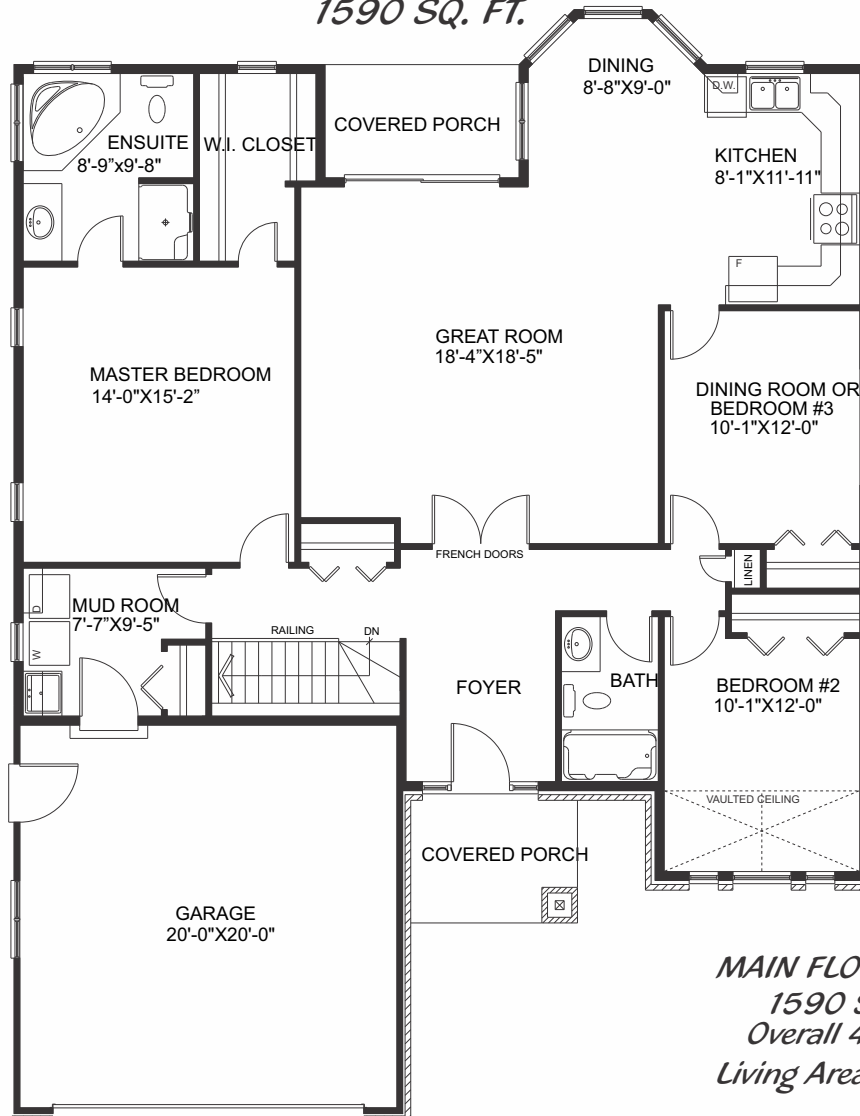 1590 SQ. FT.
DINING
8'-8"X9'-0"
D.W.
COVERED PORCH
ENSUITE
8'-9"x9'-8"
W.I. CLOSET
KITCHEN
8'-1"X11'-11"
F
GREAT ROOM
18'-4"X18'-5"
MASTER BEDROOM
14'-0"X15'-2"
DINING ROOM OR
BEDROOM #3
10'-1"X12'-0"
FRENCH DOORS
LINEN
D
MUD ROOM
7'-7"X9'-5"
W
RAILING
DN
FOYER
BATH
BEDROOM #2
10'-1"X12'-0"
VAULTED CEILING
COVERED PORCH
GARAGE
20'-0"X20'-0"
MAIN FLO
1590 S
Overall 4
Living Area